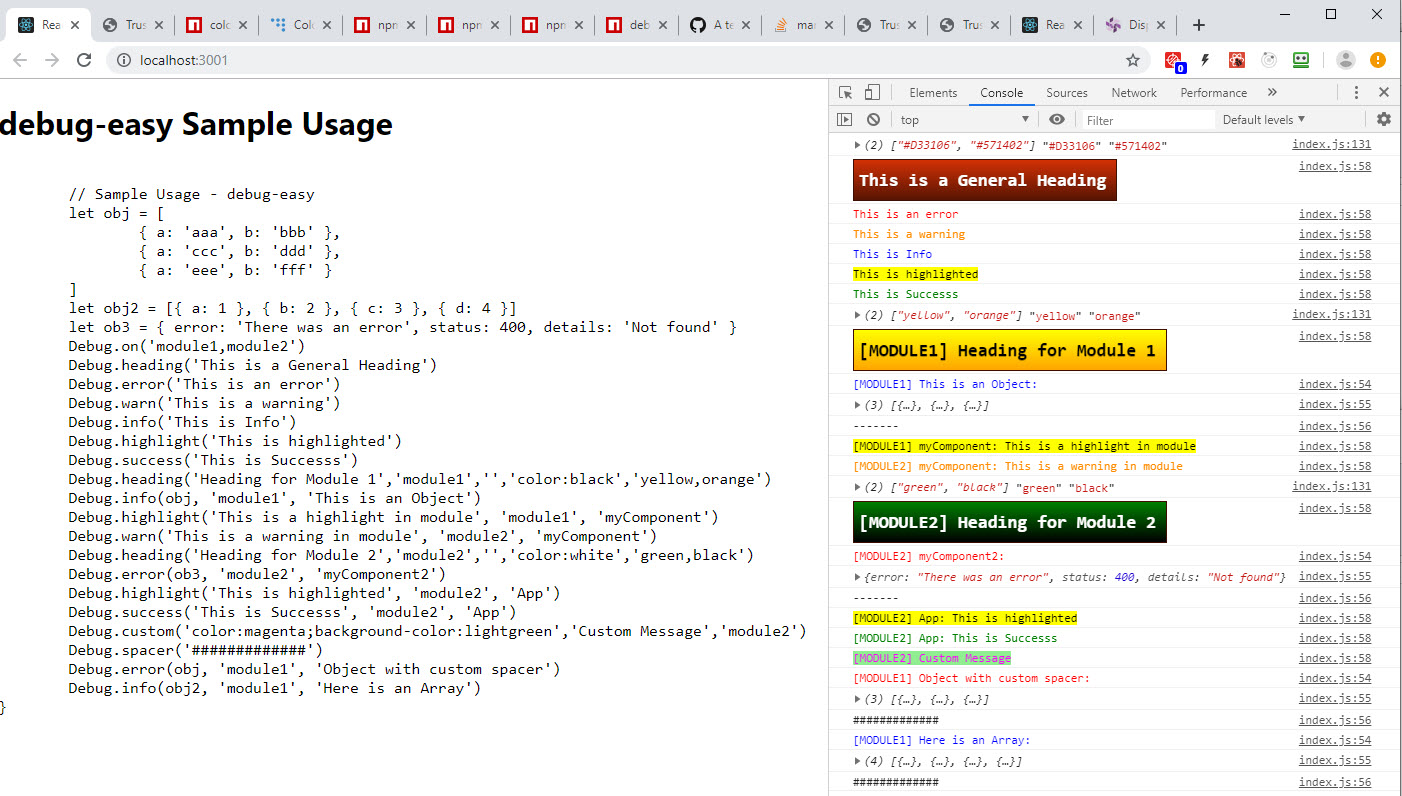 Rea
Trus
colo
Colo
npm
npm
npm
deb
A te
mar
Trus
Trus
Rea
Disp
localhost:3001
0
debug-easy Sample Usage
// Sample Usage - debug-easy
let obj = [
{ a: 'aaa', b: 'bbb' },
{ a: 'ccc', b: 'ddd' },
{ a: 'eee', b: 'fff' }
]
let obj2 = [{ a: 1 }, { b: 2 }, { c: 3 }, { d: 4 }]
let ob3 = { error: 'There was an error', status: 400, details: 'Not found' }
Debug.on('module1,module2')
Debug.heading('This is a General Heading')
Debug.error('This is an error')
Debug.warn('This is a warning')
Debug.info('This is Info')
Debug.highlight('This is highlighted')
Debug.success('This is Successs')
Debug.heading('Heading for Module 1','module1','','color:black','yellow,orange')
Debug.info(obj, 'module1', 'This is an Object')
Debug.highlight('This is a highlight in module', 'module1', 'myComponent')
Debug.warn('This is a warning in module', 'module2', 'myComponent')
Debug.heading('Heading for Module 2','module2','','color:white','green,black')
Debug.error(ob3, 'module2', 'myComponent2')
Debug.highlight('This is highlighted', 'module2', 'App')
Debug.success('This is Successs', 'module2', 'App')
Debug.custom('color:magenta;background-color:lightgreen','Custom Message','module2')
Debug.spacer('#############')
Debug.error(obj, 'module1', 'Object with custom spacer')
Debug.info(obj2, 'module1', 'Here is an Array')
}
Elements Console Sources Network Performance »
top Filter Default levels
(2) ["#D33106", "#571402"] "#D33106" "#571402" index.js:131
This is a General Heading index.js:58
This is an error index.js:58
This is a warning index.js:58
This is Info index.js:58
This is highlighted index.js:58
This is Successs index.js:58
(2) ["yellow", "orange"] "yellow" "orange" index.js:131
[MODULE1] Heading for Module 1 index.js:58
[MODULE1] This is an Object: index.js:54
(3) [{…}, {…}, {…}] index.js:55
------- index.js:56
[MODULE1] myComponent: This is a highlight in module index.js:58
[MODULE2] myComponent: This is a warning in module index.js:58
(2) ["green", "black"] "green" "black" index.js:131
[MODULE2] Heading for Module 2 index.js:58
[MODULE2] myComponent2: index.js:54
{error: "There was an error", status: 400, details: "Not found"} index.js:55
------- index.js:56
[MODULE2] App: This is highlighted index.js:58
[MODULE2] App: This is Successs index.js:58
[MODULE2] Custom Message index.js:58
[MODULE1] Object with custom spacer: index.js:54
(3) [{…}, {…}, {…}] index.js:55
############# index.js:56
[MODULE1] Here is an Array: index.js:54
(4) [{…}, {…}, {…}, {…}] index.js:55
############# index.js:56